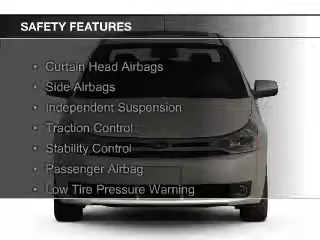 SAFETY FEATURES
• Curtain Head Airbags
• Side Airbags
• Independent Suspension
• Traction Control
• Stability Control
• Passenger Airbag
• Low Tire Pressure Warning